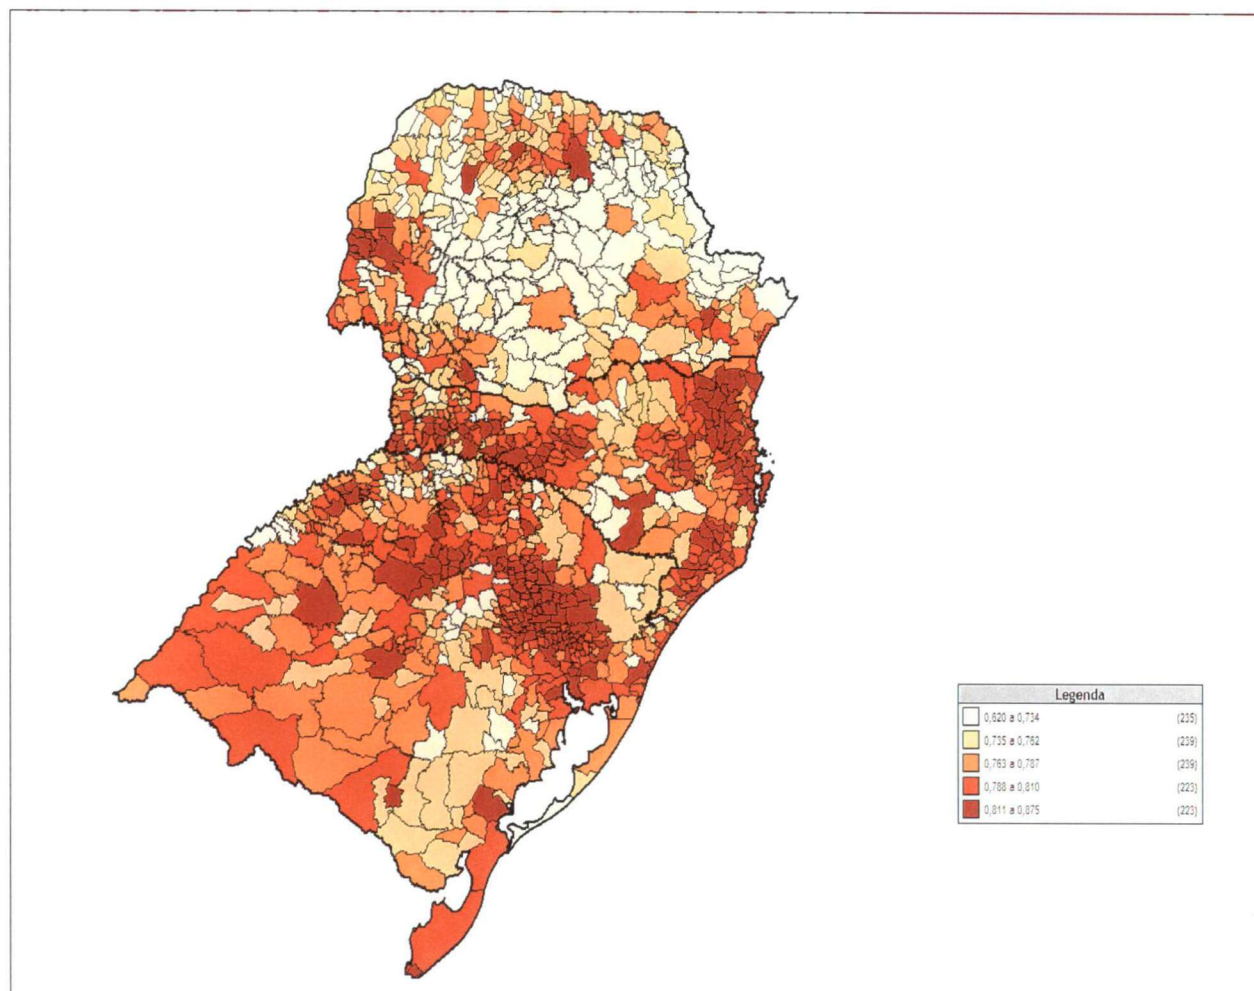 Legenda
0,620 a 0,734 (235)
0,735 a 0,762 (239)
0,763 a 0,787 (239)
0,788 a 0,810 (223)
0,811 a 0,875 (223)